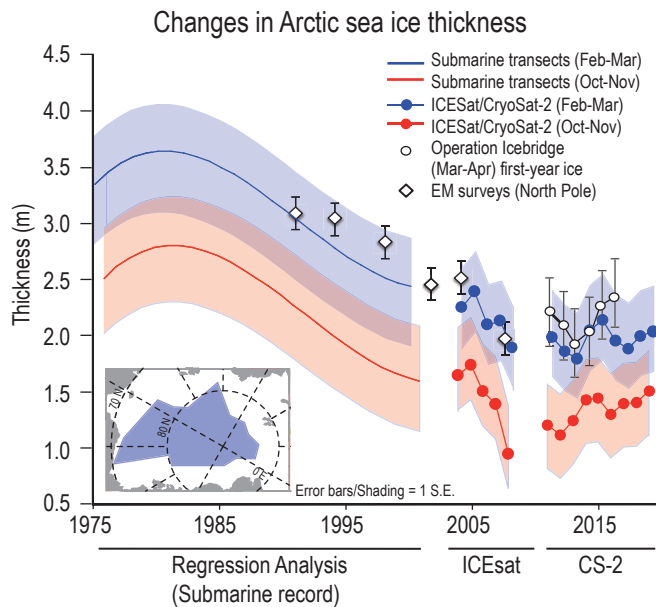 Changes in Arctic sea ice thickness
4.5
4.0
3.5
3.0
2.5
2.0
1.5
1.0
0.5
Thickness (m)
Submarine transects (Feb-Mar)
Submarine transects (Oct-Nov)
ICESat/CryoSat-2 (Feb-Mar)
ICESat/CryoSat-2 (Oct-Nov)
Operation Icebridge
(Mar-Apr) first-year ice
EM surveys (North Pole)
70 N
80 N
0 E
Error bars/Shading = 1 S.E.
1975 1985 1995 2005 2015
Regression Analysis
(Submarine record)
ICEsat
CS-2